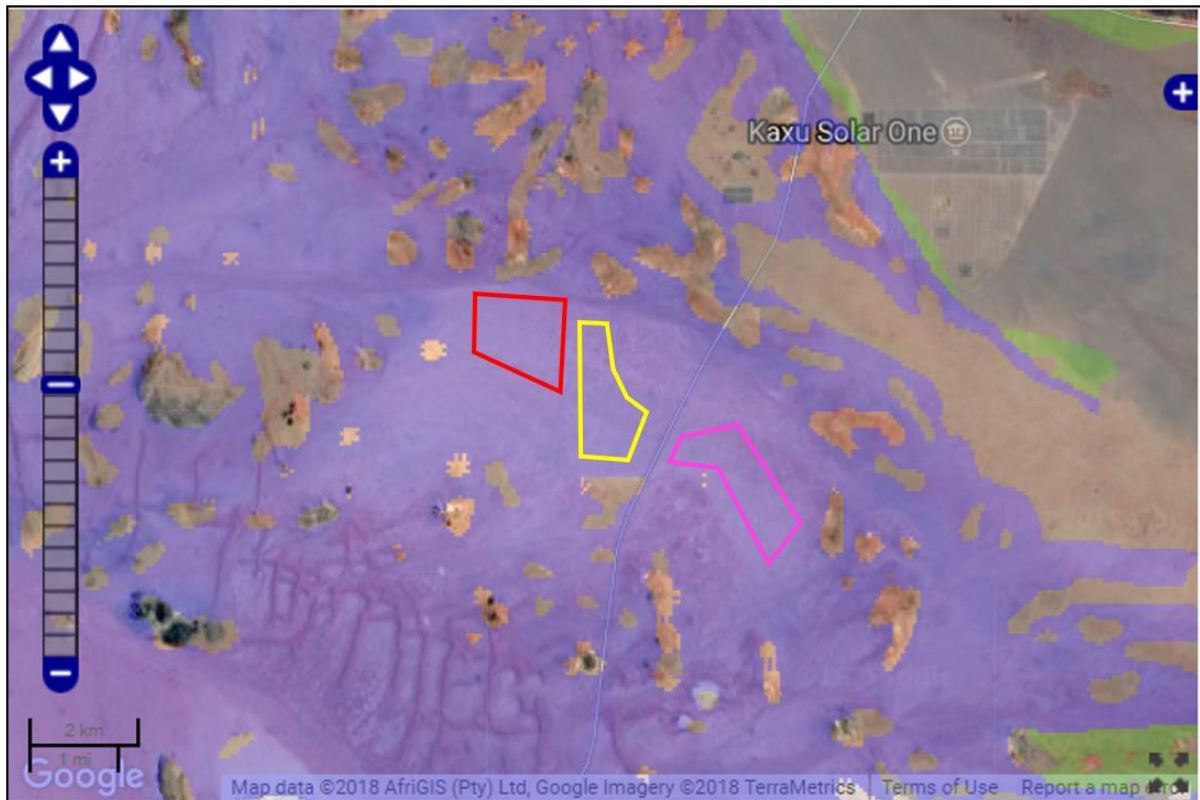 Kaxu Solar One
2 km
1 mi
Google
Map data ©2018 AfriGIS (Pty) Ltd, Google Imagery ©2018 TerraMetrics Terms of Use Report a map error